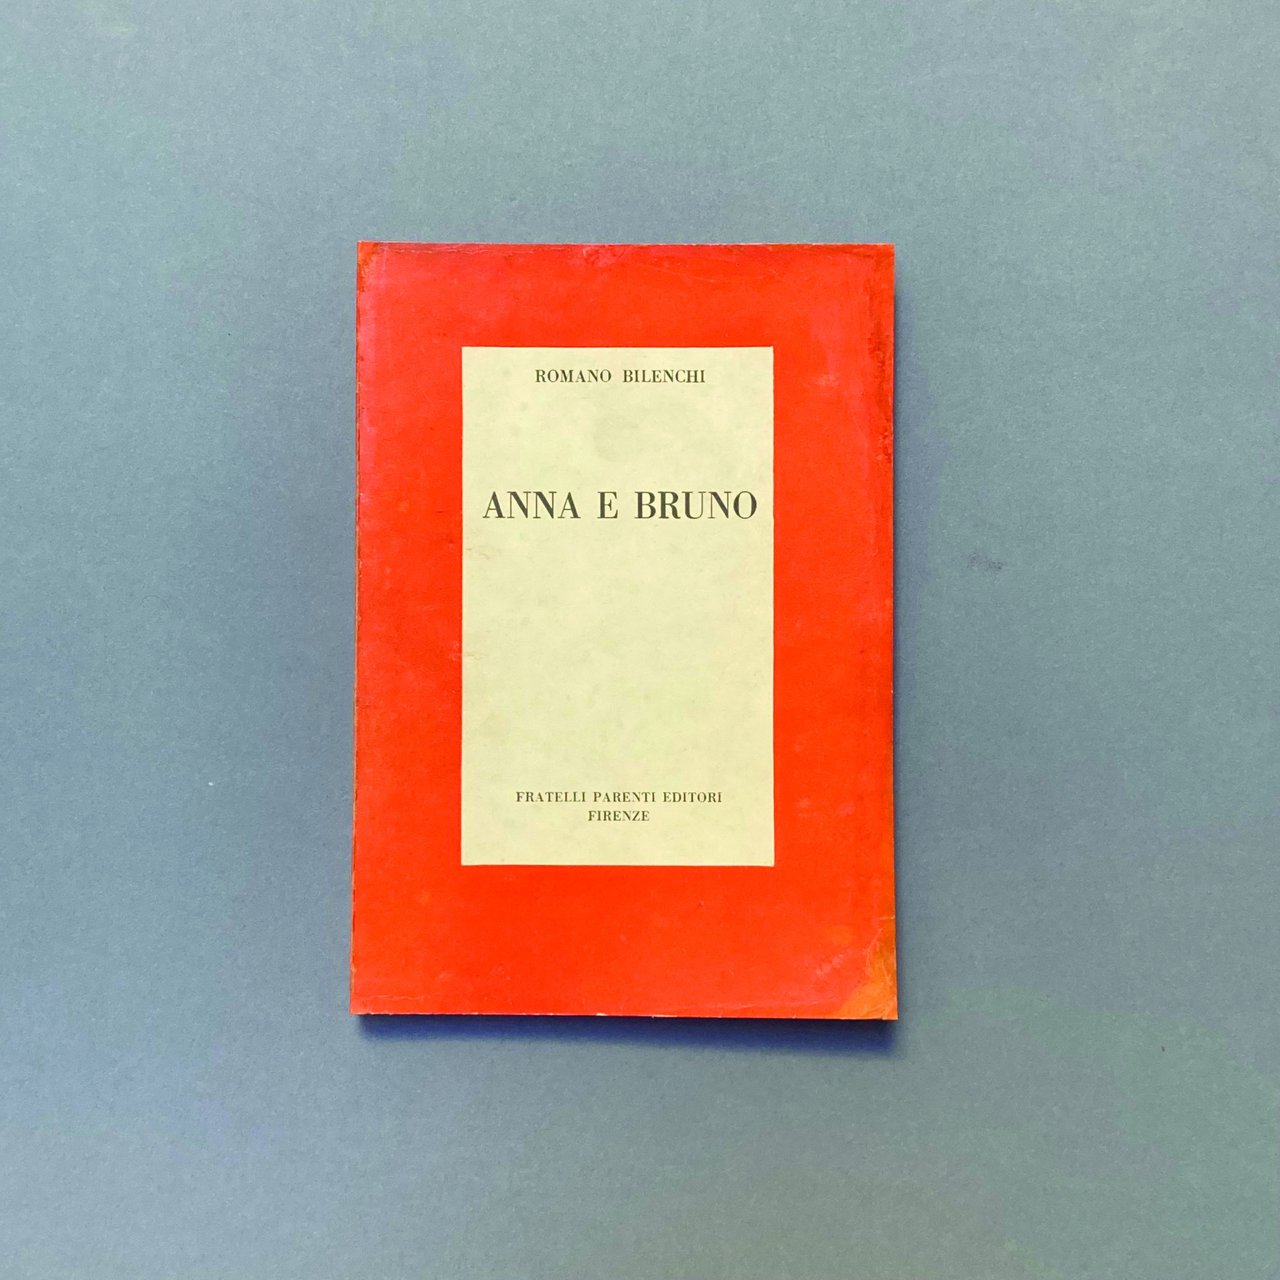 ROMANO BILENCHI
ANNA E BRUNO
FRATELLI PARENTI EDITORI
FIRENZE